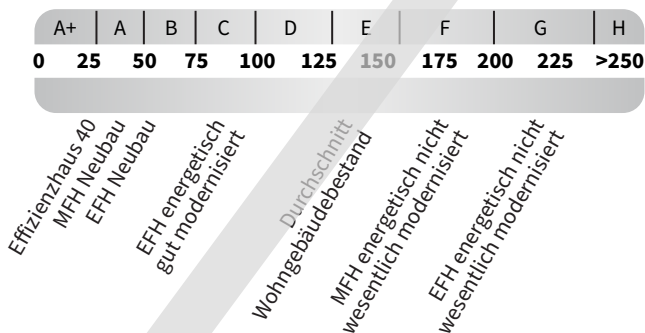 A+ A B C D E F G H
0 25 50 75 100 125 150 175 200 225 >250
Effizienzhaus 40
MFH Neubau
EFH Neubau
EFH energetisch
gut modernisiert
Durchschnitt
Wohngebäudebestand
MFH energetisch nicht
wesentlich modernisiert
EFH energetisch nicht
wesentlich modernisiert